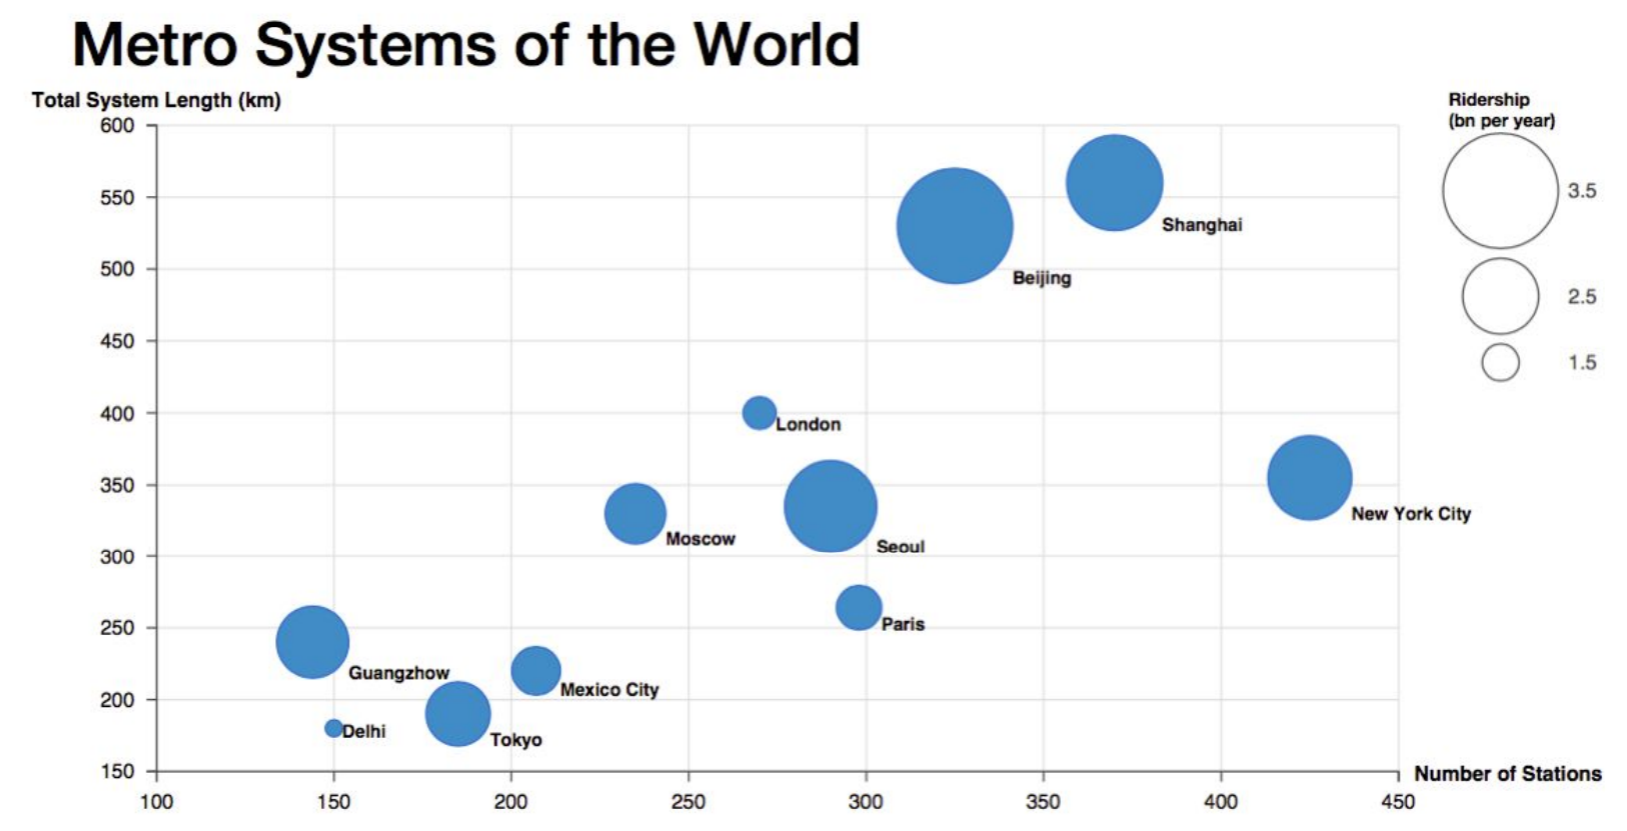 Metro Systems of the World
Total System Length (km)
Ridership
(bn per year)
600
3.5
550
Shanghai
500
Beijing
2.5
450
1.5
400
London
350
New York City
Moscow
Seoul
300
250
Paris
Guangzhow
Mexico City
200
Delhi
Tokyo
150
Number of Stations
100 150 200 250 300 350 400 450